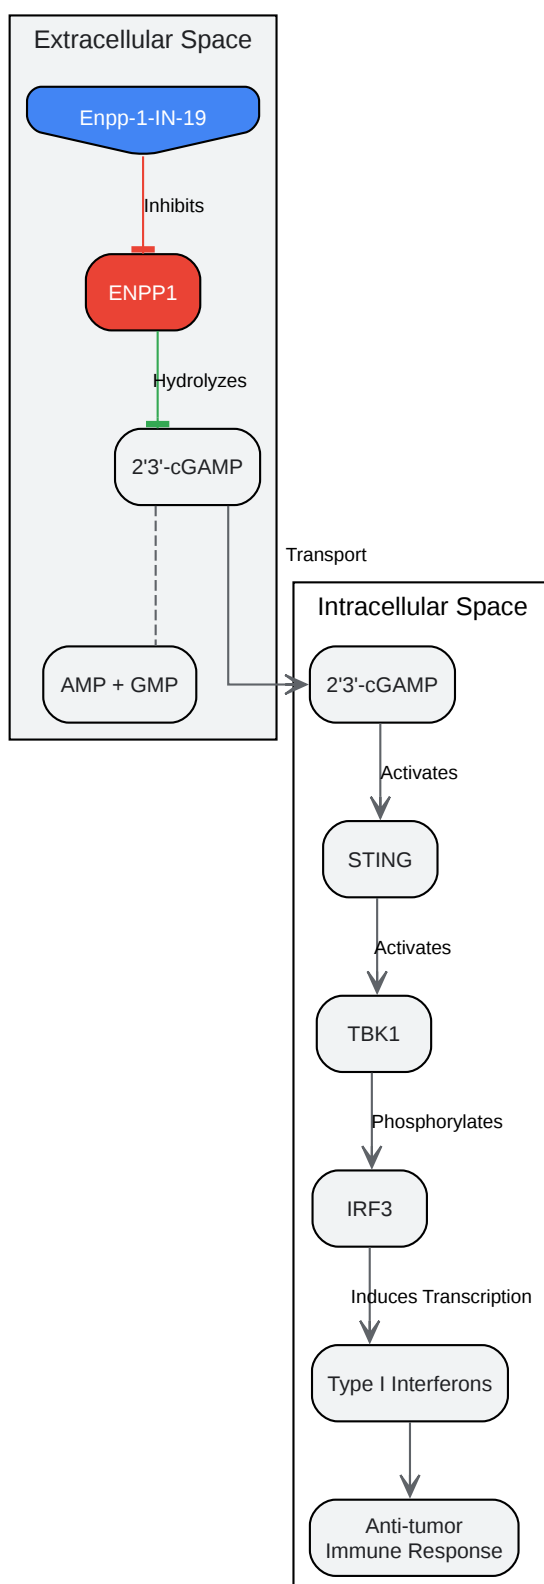 Extracellular Space
Enpp-1-IN-19
Inhibits
ENPP1
Hydrolyzes
2'3'-cGAMP
Transport
AMP + GMP
Intracellular Space
2'3'-cGAMP
Activates
STING
Activates
TBK1
Phosphorylates
IRF3
Induces Transcription
Type I Interferons
Anti-tumor
Immune Response